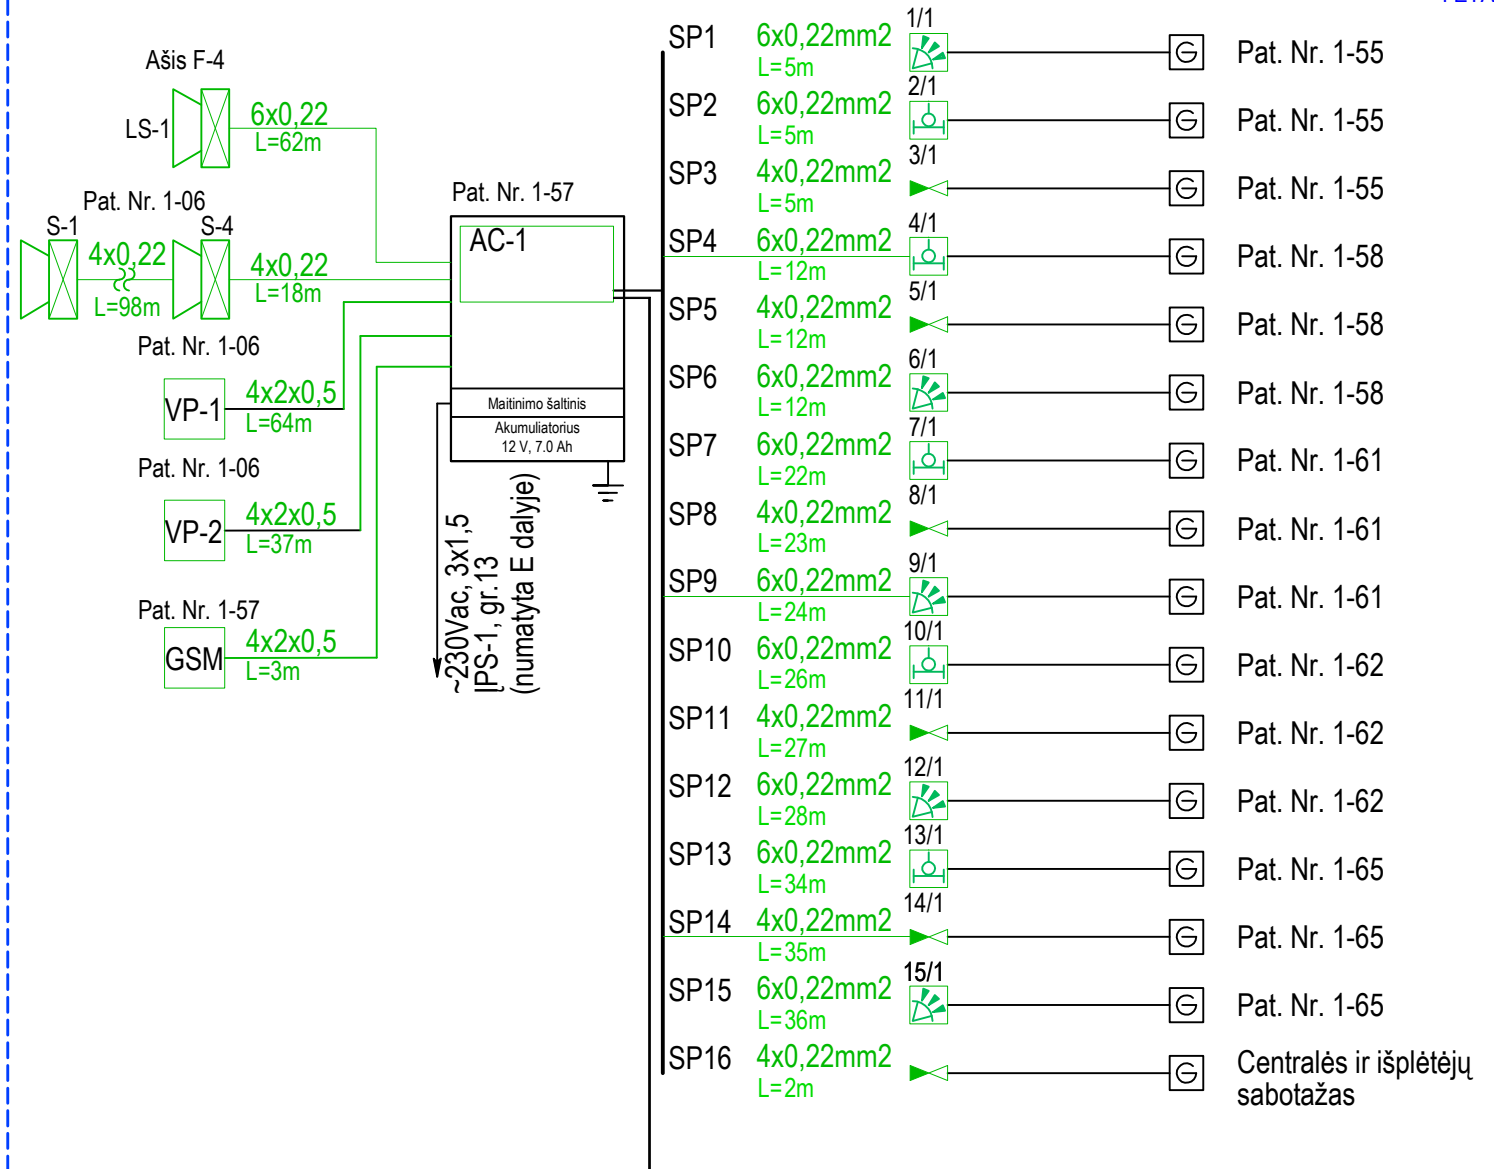 Ašis F-4
LS-1
6x0,22
L=62m
Pat. Nr. 1-06
S-1
4x0,22
L=98m
S-4
4x0,22
L=18m
Pat. Nr. 1-06
VP-1
4x2x0,5
L=64m
Pat. Nr. 1-06
VP-2
4x2x0,5
L=37m
Pat. Nr. 1-57
GSM
4x2x0,5
L=3m
Pat. Nr. 1-57
AC-1
Maitinimo šaltinis
Akumuliatorius
12 V, 7.0 Ah
~230Vac, 3x1,5
ĮPS-1, gr.13
(numatyta E dalyje)
SP1 6x0,22mm2 1/1 G Pat. Nr. 1-55
L=5m
SP2 6x0,22mm2 2/1 G Pat. Nr. 1-55
L=5m
SP3 4x0,22mm2 3/1 G Pat. Nr. 1-55
L=5m
SP4 6x0,22mm2 4/1 G Pat. Nr. 1-58
L=12m
SP5 4x0,22mm2 5/1 G Pat. Nr. 1-58
L=12m
SP6 6x0,22mm2 6/1 G Pat. Nr. 1-58
L=12m
SP7 6x0,22mm2 7/1 G Pat. Nr. 1-61
L=22m
SP8 4x0,22mm2 8/1 G Pat. Nr. 1-61
L=23m
SP9 6x0,22mm2 9/1 G Pat. Nr. 1-61
L=24m
SP10 6x0,22mm2 10/1 G Pat. Nr. 1-62
L=26m
SP11 4x0,22mm2 11/1 G Pat. Nr. 1-62
L=27m
SP12 6x0,22mm2 12/1 G Pat. Nr. 1-62
L=28m
SP13 6x0,22mm2 13/1 G Pat. Nr. 1-65
L=34m
SP14 4x0,22mm2 14/1 G Pat. Nr. 1-65
L=35m
SP15 6x0,22mm2 15/1 G Pat. Nr. 1-65
L=36m
SP16 4x0,22mm2 G Centralės ir išplėtėjų
L=2m sabotažas